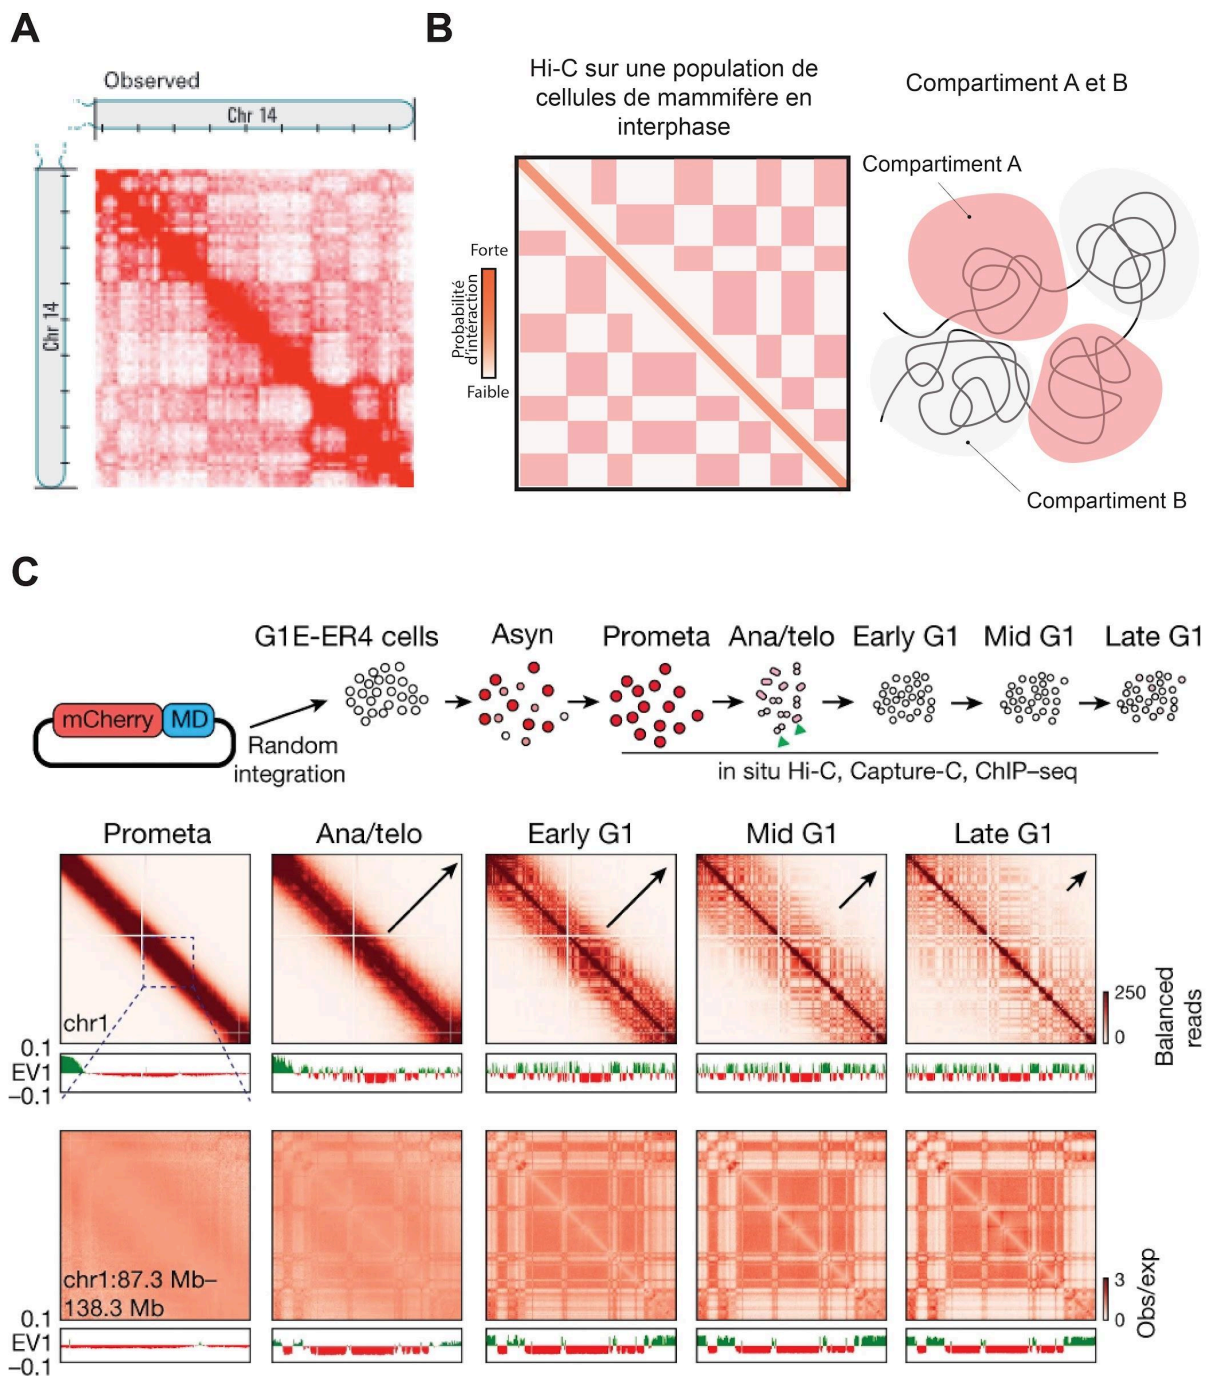 A
Observed
Chr 14
Chr 14
B
Hi-C sur une population de
cellules de mammifère en
interphase
Forte
Probabilité
d'intéraction
Faible
Compartiment A et B
Compartiment A
Compartiment B
C
G1E-ER4 cells
Asyn
Prometa
Ana/telo
Early G1
Mid G1
Late G1
mCherry
MD
Random
integration
in situ Hi-C, Capture-C, ChIP–seq
Prometa
Ana/telo
Early G1
Mid G1
Late G1
chr1
250
0
Balanced
reads
0.1
EV1
−0.1
chr1:87.3 Mb–
138.3 Mb
3
0
Obs/exp
0.1
EV1
−0.1